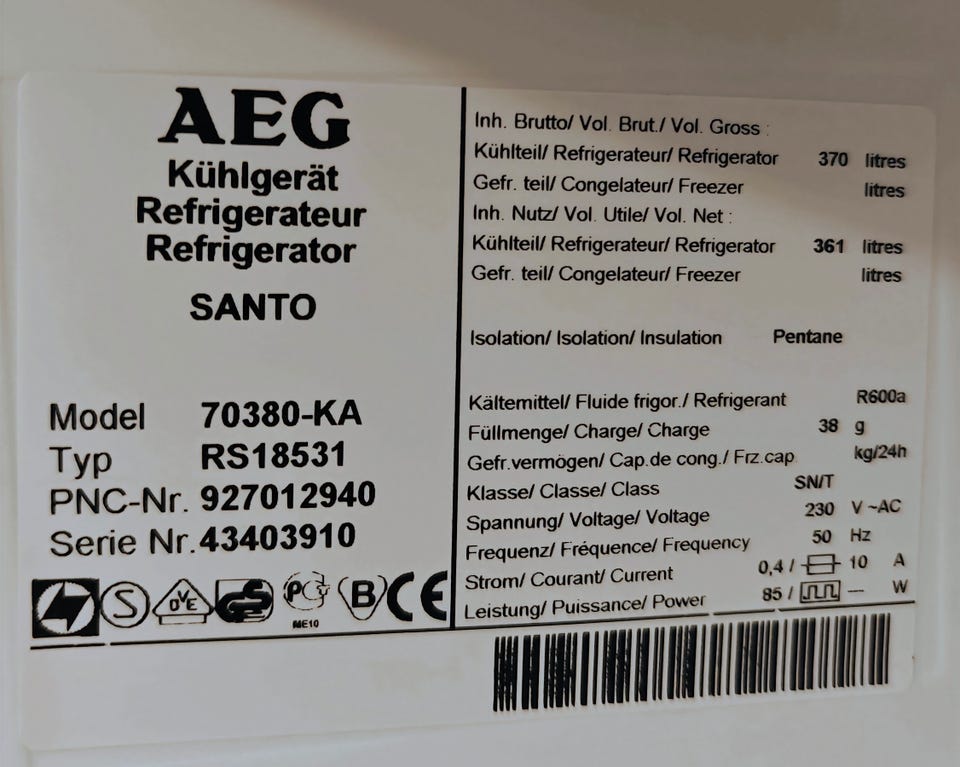 AEG
Kühlgerät
Refrigerateur
Refrigerator
SANTO
Model 70380-KA
Typ RS18531
PNC-Nr. 927012940
Serie Nr. 43403910
S OVE GS PC ME10 B CE
Inh. Brutto/ Vol. Brut./ Vol. Gross :
Kühlteil/ Refrigerateur/ Refrigerator 370 litres
Gefr. teil/ Congelateur/ Freezer litres
Inh. Nutz/ Vol. Utile/ Vol. Net :
Kühlteil/ Refrigerateur/ Refrigerator 361 litres
Gefr. teil/ Congelateur/ Freezer litres
Isolation/ Isolation/ Insulation Pentane
Kältemittel/ Fluide frigor./ Refrigerant R600a
Füllmenge/ Charge/ Charge 38 g
Gefr.vermögen/ Cap.de cong./ Frz.cap kg/24h
Klasse/ Classe/ Class SN/T
Spannung/ Voltage/ Voltage 230 V ~AC
Frequenz/ Fréquence/ Frequency 50 Hz
Strom/ Courant/ Current 0,4 / 10 A
Leistung/ Puissance/ Power 85 / --- W